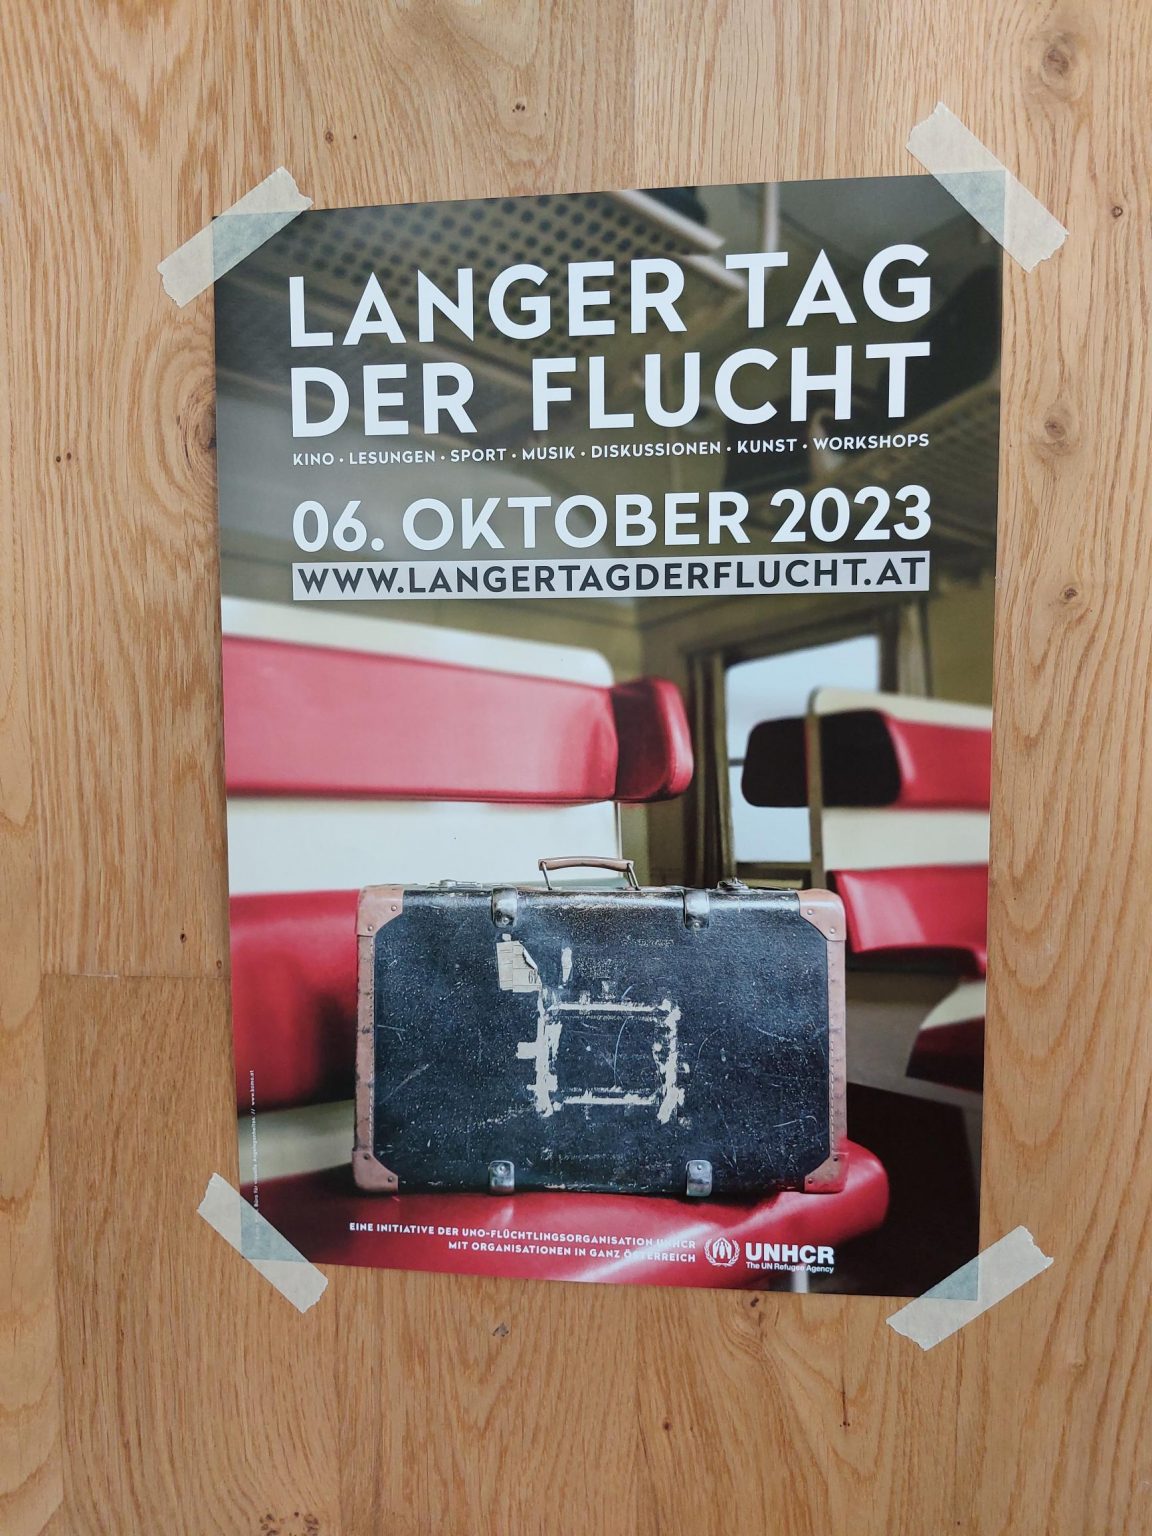 LANGER TAG
DER FLUCHT
KINO • LESUNGEN • SPORT • MUSIK • DISKUSSIONEN • KUNST • WORKSHOPS
06. OKTOBER 2023
WWW.LANGERTAGDERFLUCHT.AT
EINE INITIATIVE DER UNO-FLÜCHTLINGSORGANISATION UNHCR
MIT ORGANISATIONEN IN GANZ ÖSTERREICH
UNHCR
The UN Refugee Agency